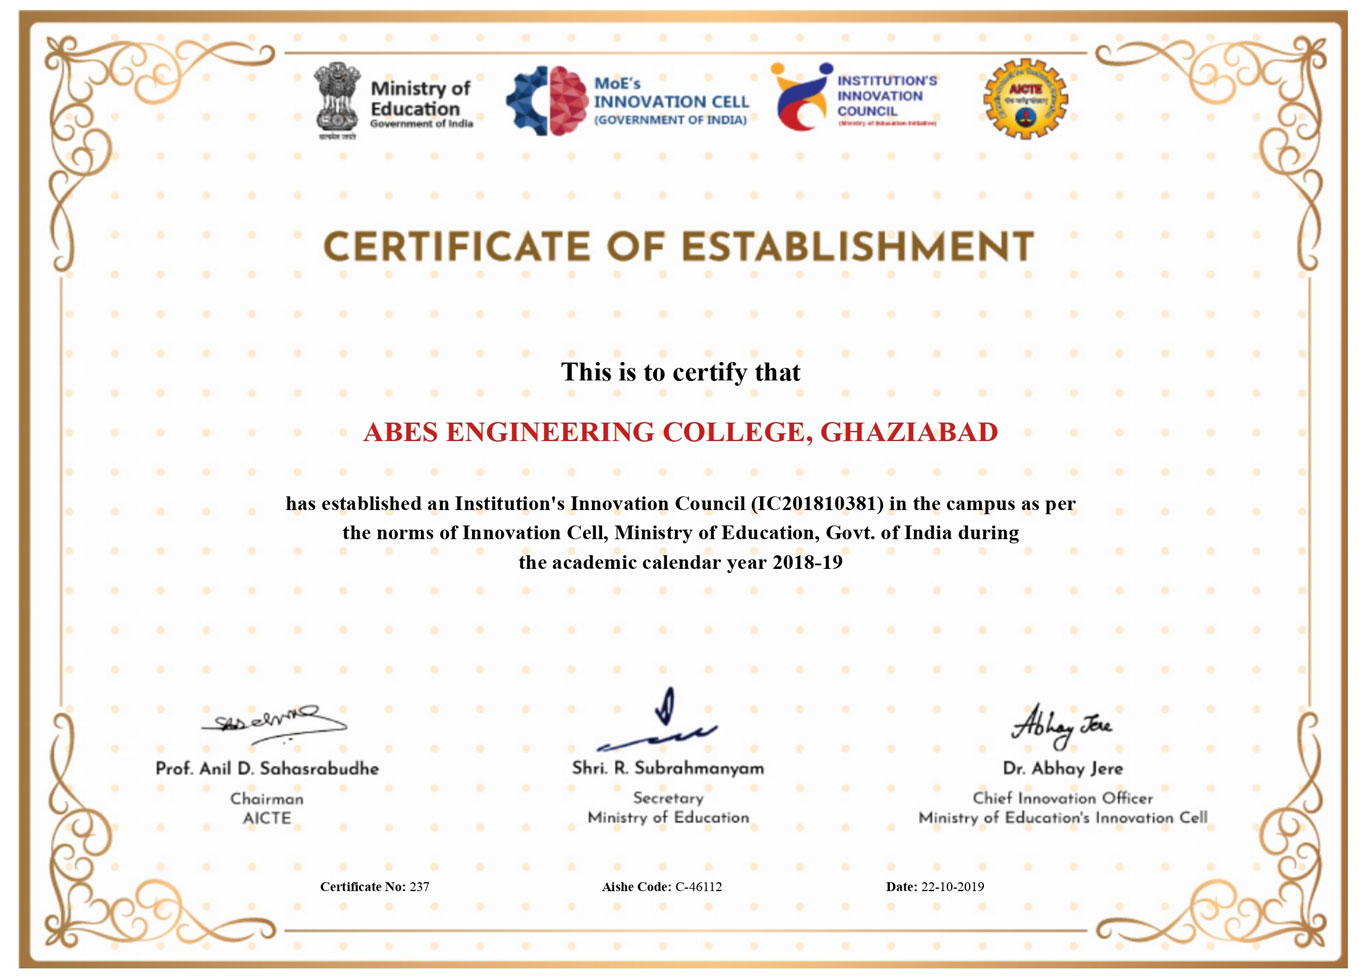 Ministry of
Education
Government of India
सत्यमेव जयते
MoE's
INNOVATION CELL
(GOVERNMENT OF INDIA)
INSTITUTION'S
INNOVATION
COUNCIL
(Ministry of Education Initiative)
AICTE
CERTIFICATE OF ESTABLISHMENT
This is to certify that
ABES ENGINEERING COLLEGE, GHAZIABAD
has established an Institution's Innovation Council (IC201810381) in the campus as per
the norms of Innovation Cell, Ministry of Education, Govt. of India during
the academic calendar year 2018-19
Abhay Jere
Prof. Anil D. Sahasrabudhe
Chairman
AICTE
Shri. R. Subrahmanyam
Secretary
Ministry of Education
Dr. Abhay Jere
Chief Innovation Officer
Ministry of Education's Innovation Cell
Certificate No: 237
Aishe Code: C-46112
Date: 22-10-2019